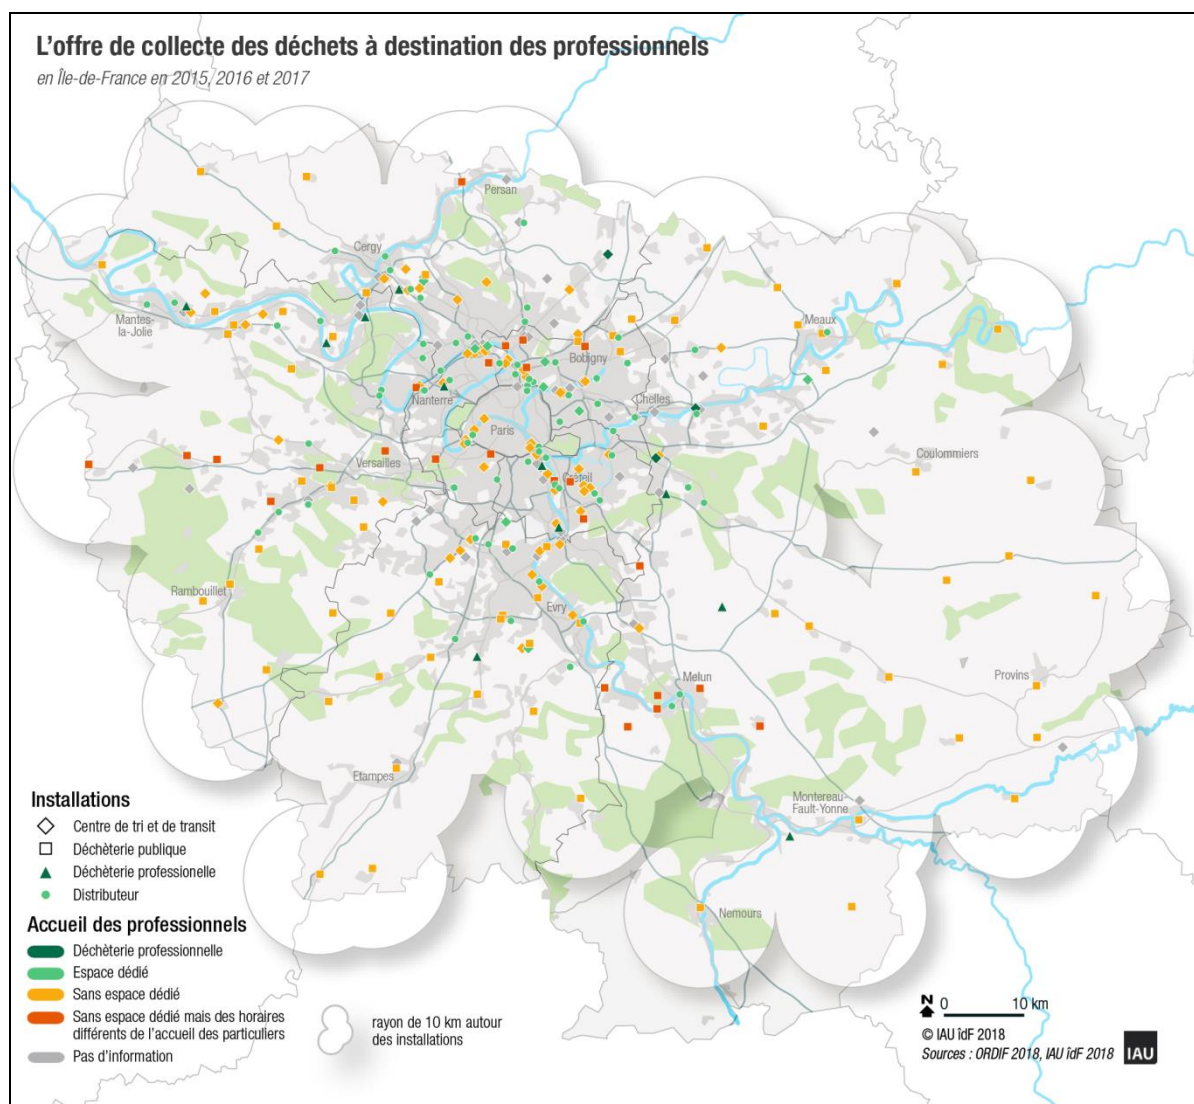 L'offre de collecte des déchets à destination des professionnels
en Île-de-France en 2015, 2016 et 2017
Persan
Cergy
Mantes-
la-Jolie
Meaux
Bobigny
Nanterre
Chelles
Paris
Coulommiers
Versailles
Créteil
Rambouillet
Evry
Melun
Provins
Etampes
Montereau-
Fault-Yonne
Nemours
Installations
Centre de tri et de transit
Déchèterie publique
Déchèterie professionelle
Distributeur
Accueil des professionnels
Déchèterie professionnelle
Espace dédié
Sans espace dédié
Sans espace dédié mais des horaires
différents de l'accueil des particuliers
Pas d'information
rayon de 10 km autour
des installations
N 0 10 km
© IAU îdF 2018
Sources : ORDIF 2018, IAU îdF 2018
IAU